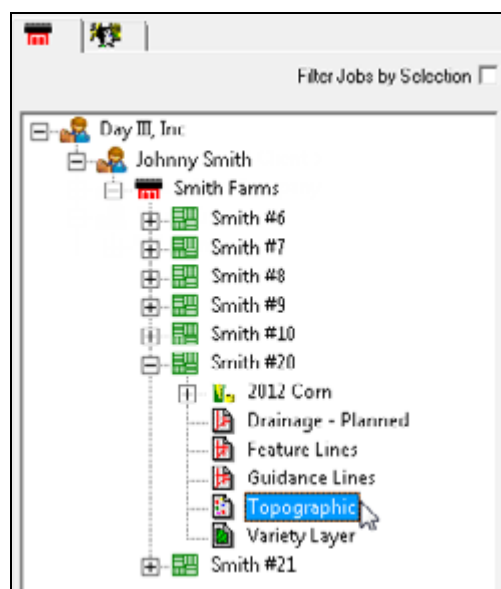 Filter Jobs by Selection
Day III, Inc
Johnny Smith
Smith Farms
Smith #6
Smith #7
Smith #8
Smith #9
Smith #10
Smith #20
2012 Corn
Drainage - Planned
Feature Lines
Guidance Lines
Topographic
Variety Layer
Smith #21